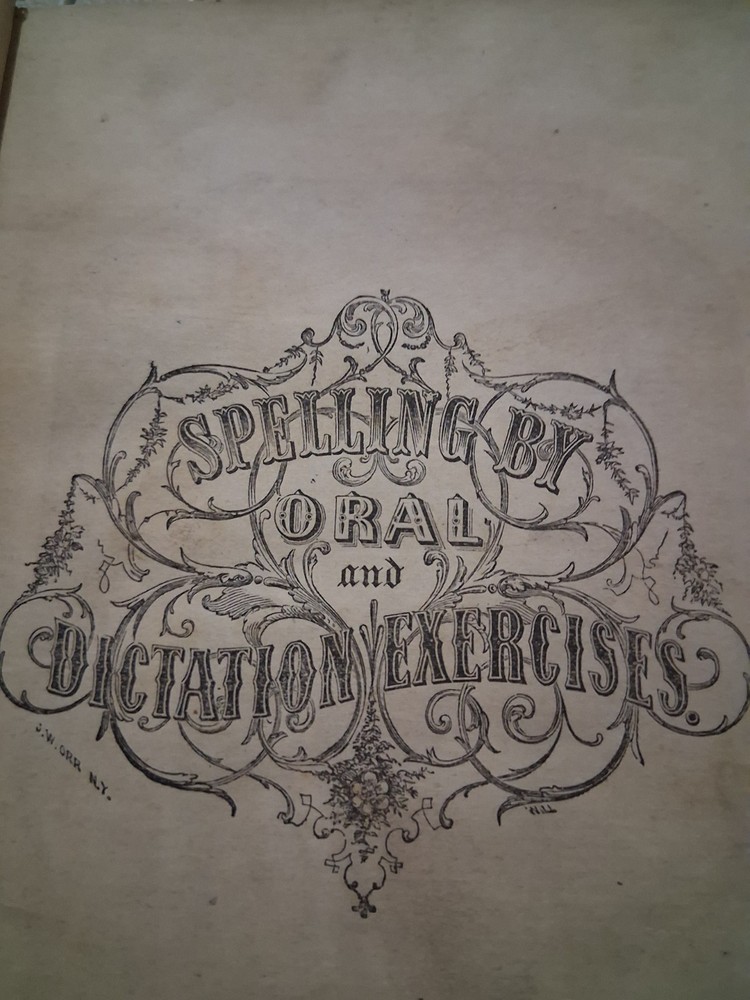 SPELLING BY
ORAL
and
DICTATION EXERCISES.
J.W. ORR N.Y.